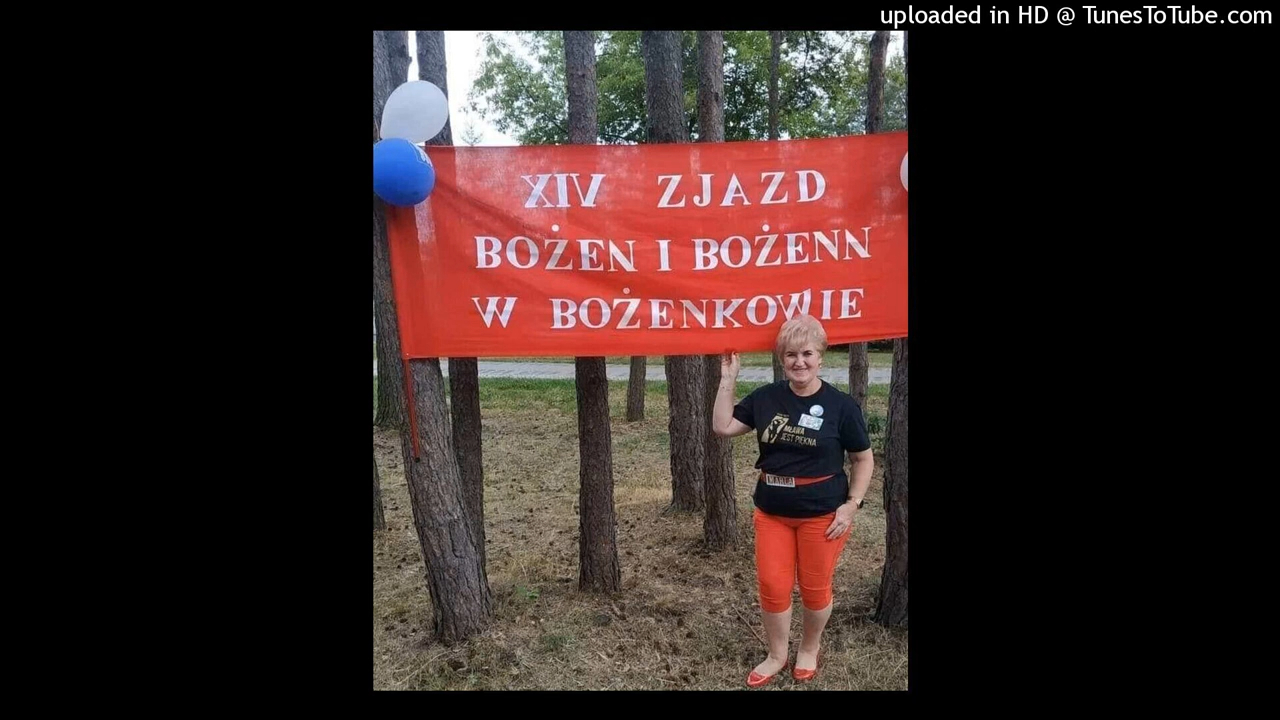 uploaded in HD @ TunesToTube.com
XIV ZJAZD
BOŻEN I BOŻENN
W BOŻENKOWIE
MŁAWA
JEST PIĘKNA